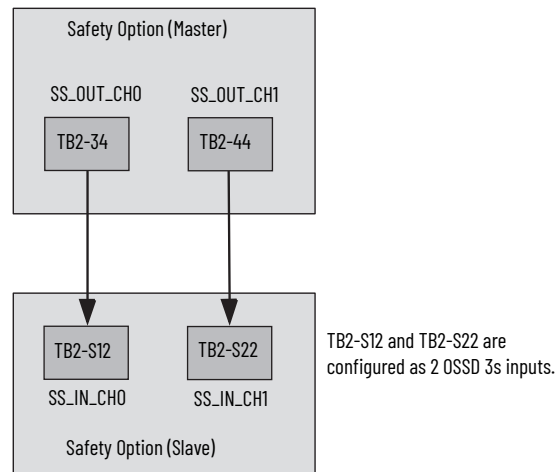 Safety Option (Master)
SS_OUT_CH0 SS_OUT_CH1
TB2-34 TB2-44
TB2-S12 TB2-S22
SS_IN_CH0 SS_IN_CH1
Safety Option (Slave)
TB2-S12 and TB2-S22 are
configured as 2 OSSD 3s inputs.